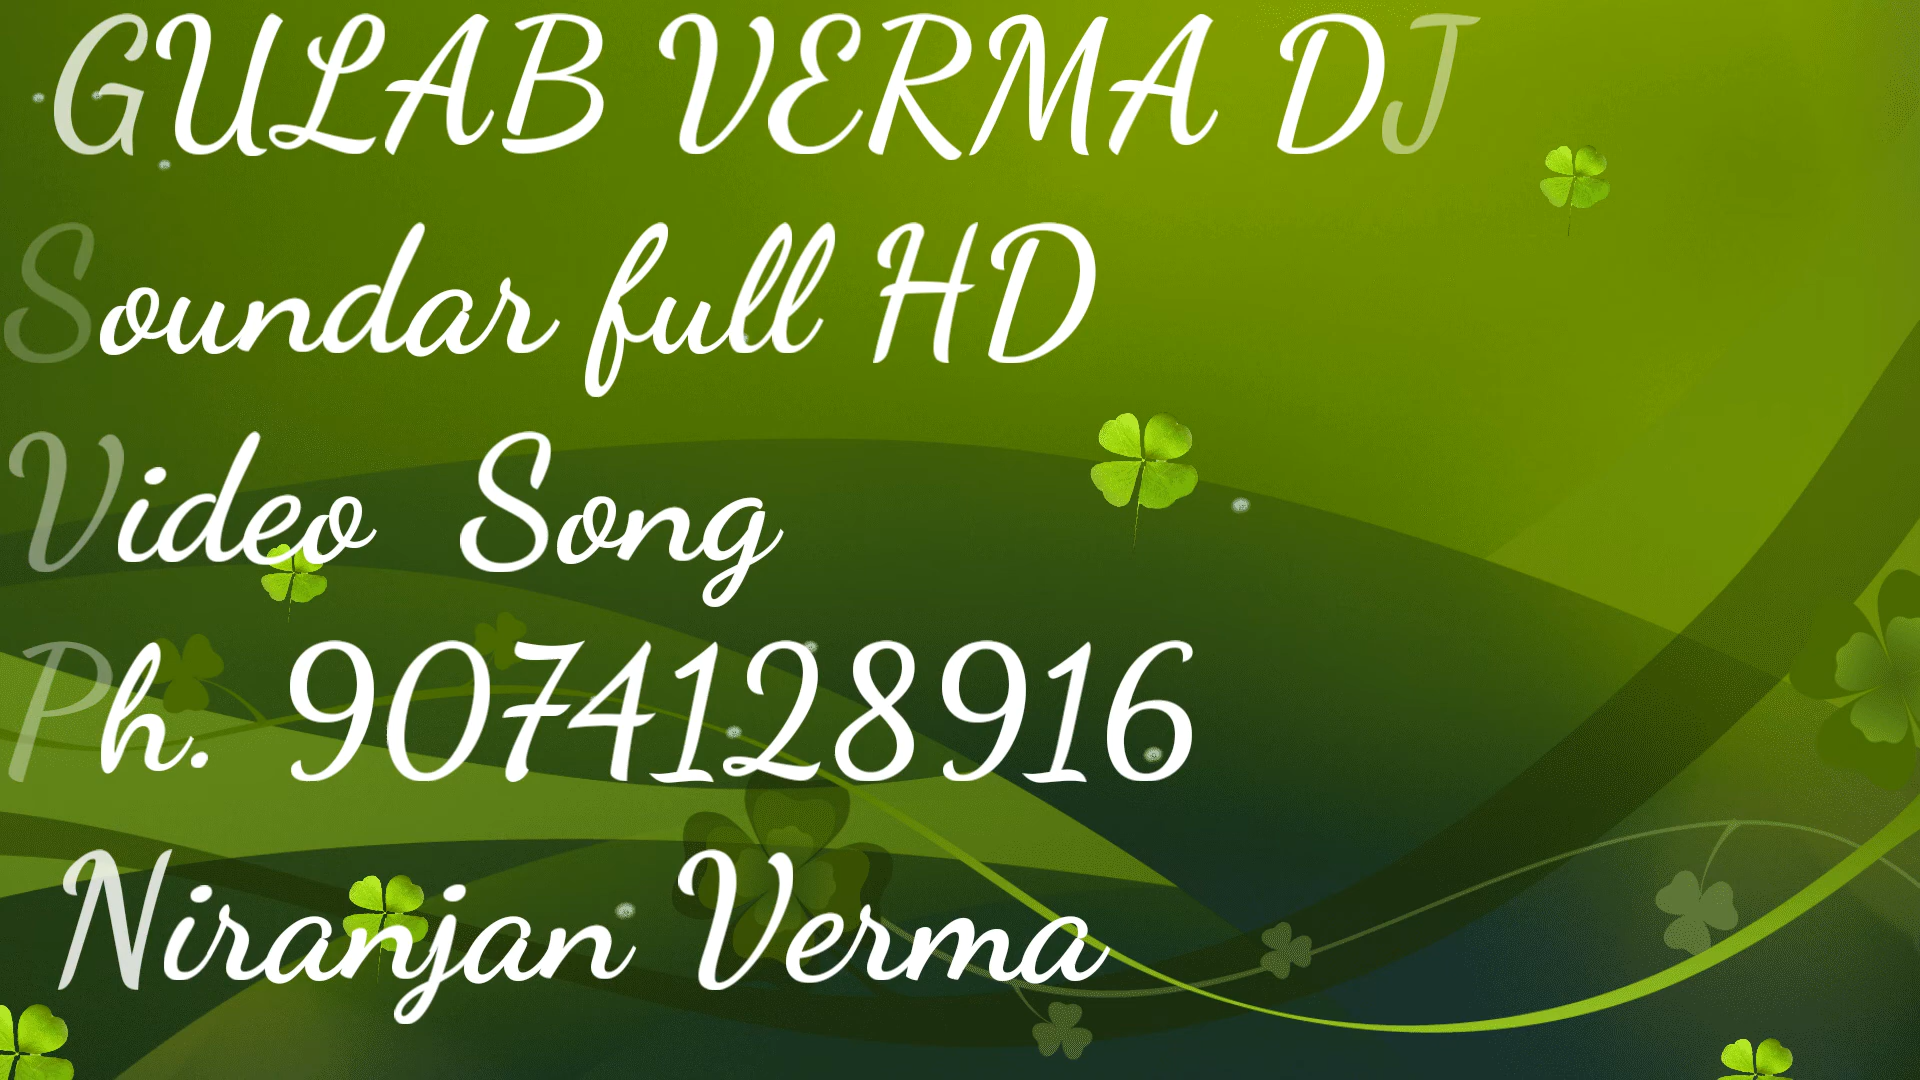 GULAB VERMA DJ
Soundar full HD
Video Song
Ph. 9074128916
Niranjan Verma